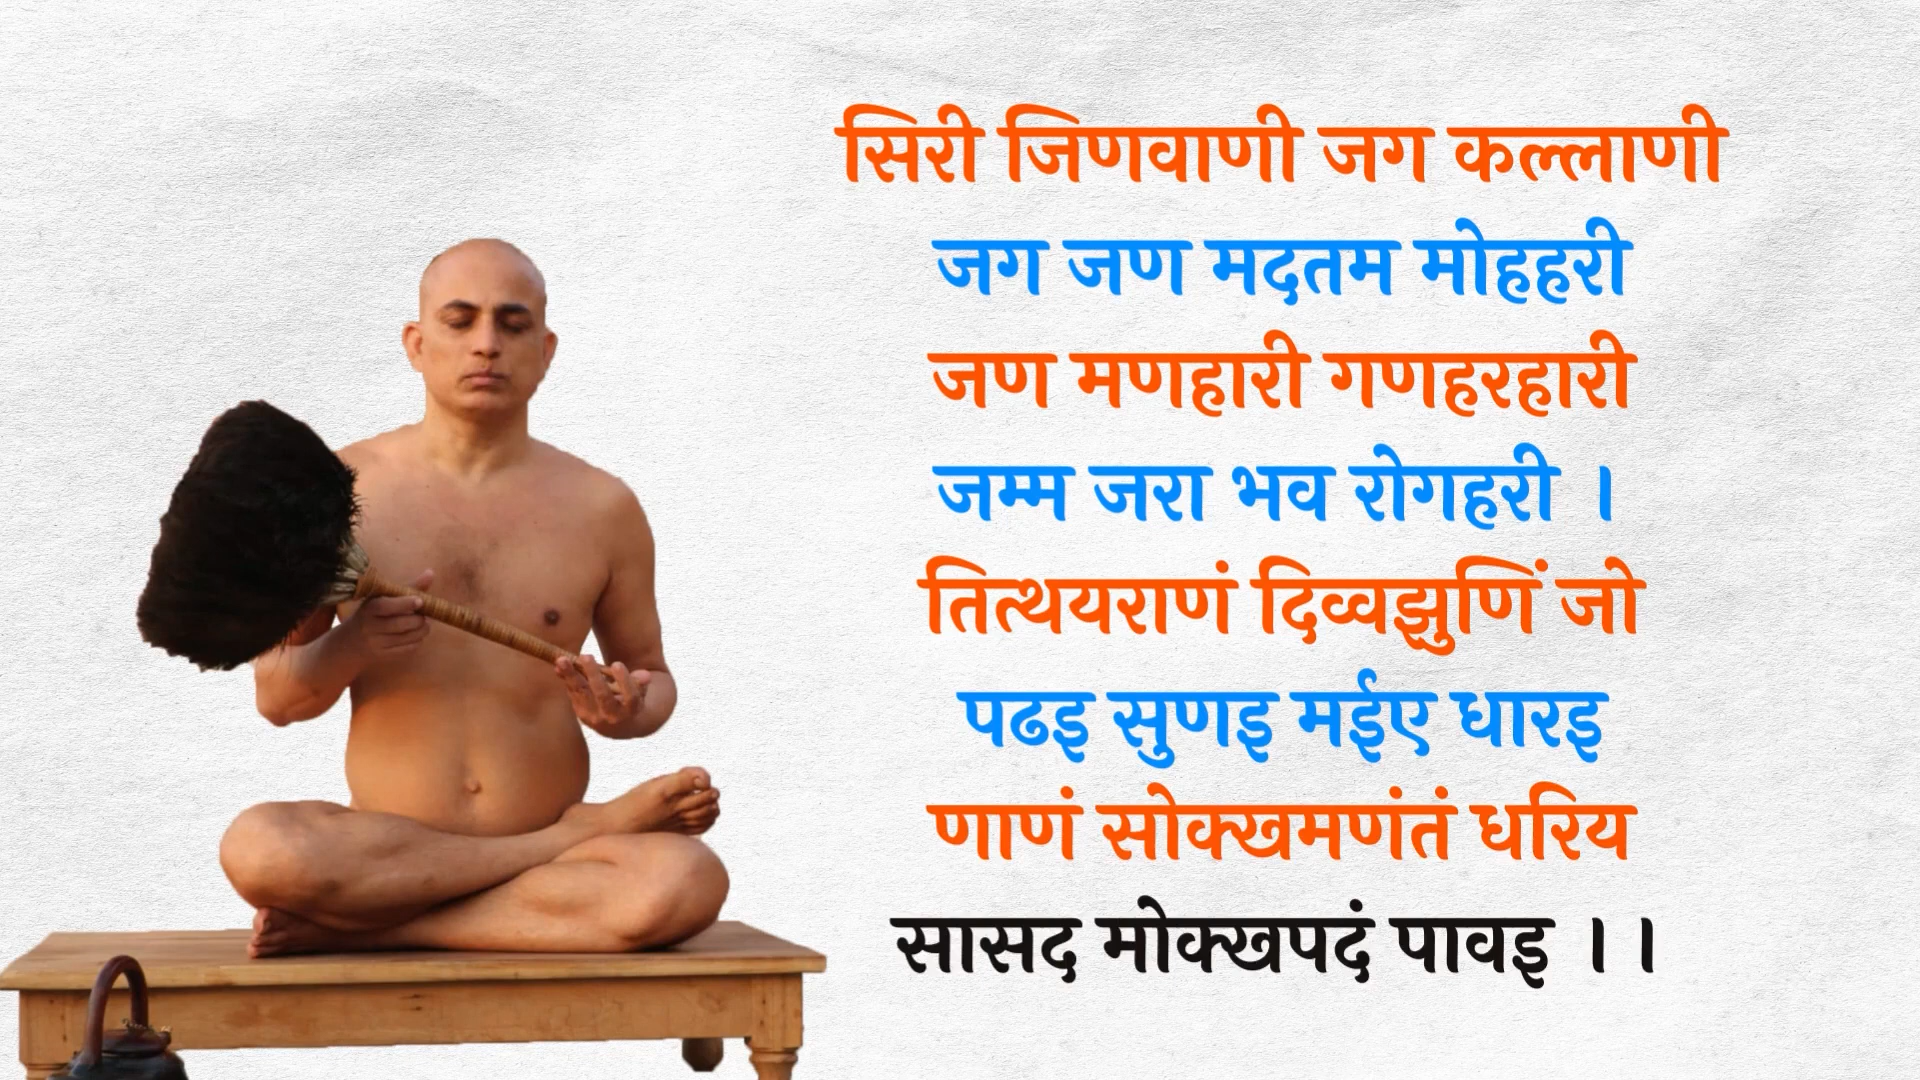 सिरी जिणवाणी जग कल्लाणी
जग जण मदतम मोहहरी
जण मणहारी गणहरहारी
जम्म जरा भव रोगहरी ।
तित्थयराणं दिव्वझुणिं जो
पढइ सुणइ मईए धारइ
णाणं सोक्खमणंतं धरिय
सासद मोक्खपदं पावइ ।।